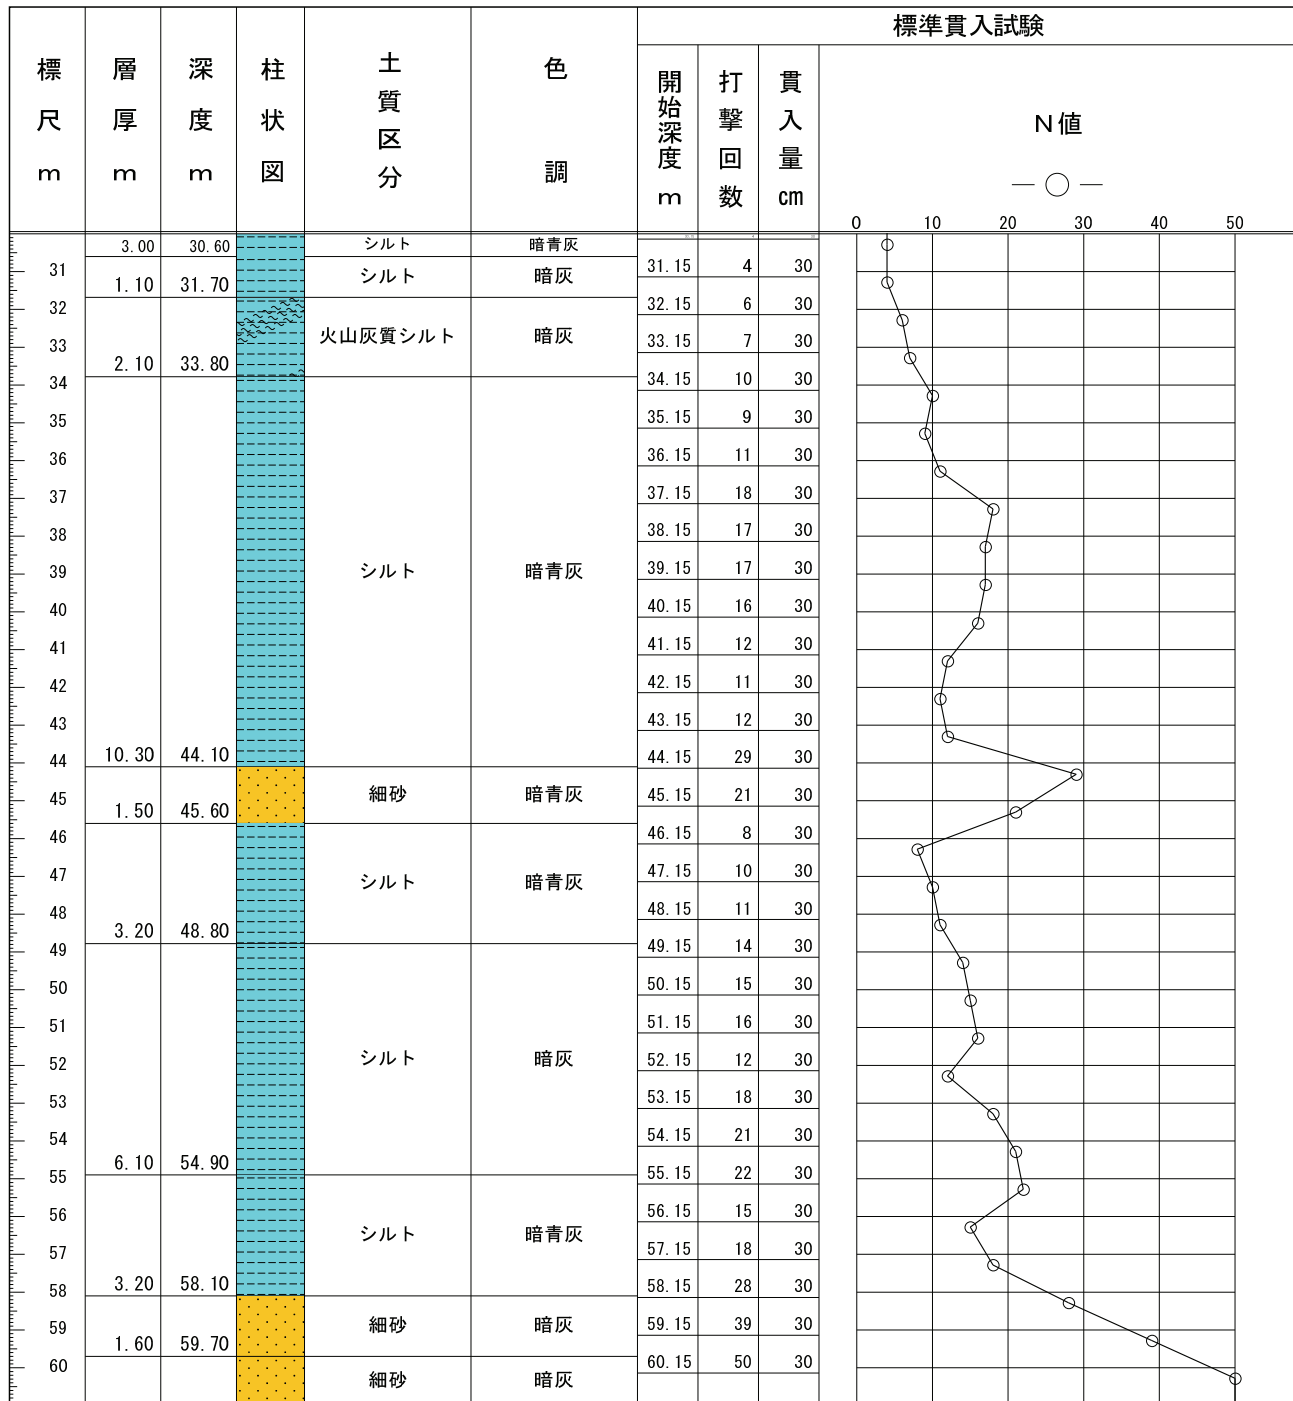 標準貫入試験
標尺m
層厚m
深度m
柱状図
土質区分
色調
開始深度m
打撃回数
貫入量cm
N値
0 10 20 30 40 50
3.00 30.60 シルト 暗青灰
31 1.10 31.70 シルト 暗灰 31.15 4 30
32 32.15 6 30
火山灰質シルト 暗灰
33 2.10 33.80 33.15 7 30
34 34.15 10 30
35 35.15 9 30
36 36.15 11 30
37 37.15 18 30
38 38.15 17 30
39 シルト 暗青灰 39.15 17 30
40 40.15 16 30
41 41.15 12 30
42 42.15 11 30
43 43.15 12 30
44 10.30 44.10 44.15 29 30
45 1.50 45.60 細砂 暗青灰 45.15 21 30
46 46.15 8 30
47 シルト 暗青灰 47.15 10 30
48 3.20 48.80 48.15 11 30
49 49.15 14 30
50 50.15 15 30
51 51.15 16 30
52 シルト 暗灰 52.15 12 30
53 53.15 18 30
54 6.10 54.90 54.15 21 30
55 55.15 22 30
56 シルト 暗青灰 56.15 15 30
57 57.15 18 30
58 3.20 58.10 58.15 28 30
59 1.60 59.70 細砂 暗灰 59.15 39 30
60 60.15 50 30
細砂 暗灰